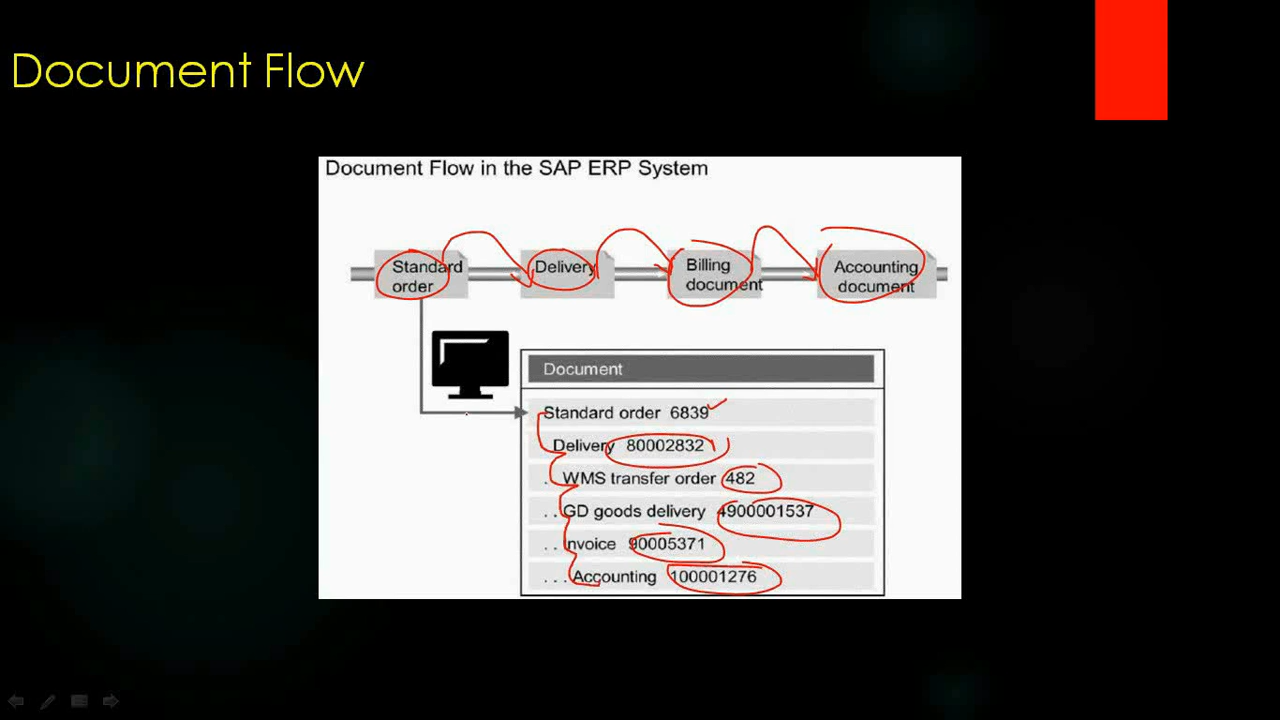 Document Flow
Document Flow in the SAP ERP System
Standard order
Delivery
Billing document
Accounting document
Document
Standard order 6839
Delivery 80002832
. WMS transfer order 482
. . GD goods delivery 4900001537
. . Invoice 90005371
. . . Accounting 100001276